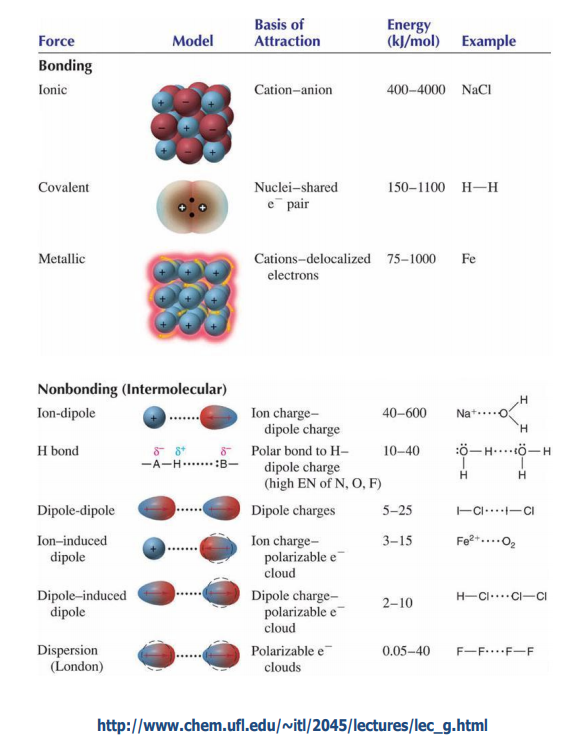 Force Model Basis of Attraction Energy (kJ/mol) Example
Bonding
Ionic + − + − + − + − + Cation–anion 400–4000 NaCl
Covalent + + Nuclei–shared e⁻ pair 150–1100 H—H
Metallic + + + + + + + + + Cations–delocalized electrons 75–1000 Fe
Nonbonding (Intermolecular)
Ion-dipole + Ion charge–dipole charge 40–600 Na⁺·····O H H
H bond δ⁻ δ⁺ δ⁻ —A—H·······:B— Polar bond to H–dipole charge (high EN of N, O, F) 10–40 :Ö—H····:Ö—H H H
Dipole-dipole Dipole charges 5–25 I—Cl····I—Cl
Ion–induced dipole + Ion charge–polarizable e⁻ cloud 3–15 Fe²⁺····O₂
Dipole–induced dipole Dipole charge–polarizable e⁻ cloud 2–10 H—Cl····Cl—Cl
Dispersion (London) Polarizable e⁻ clouds 0.05–40 F—F····F—F
http://www.chem.ufl.edu/~itl/2045/lectures/lec_g.html